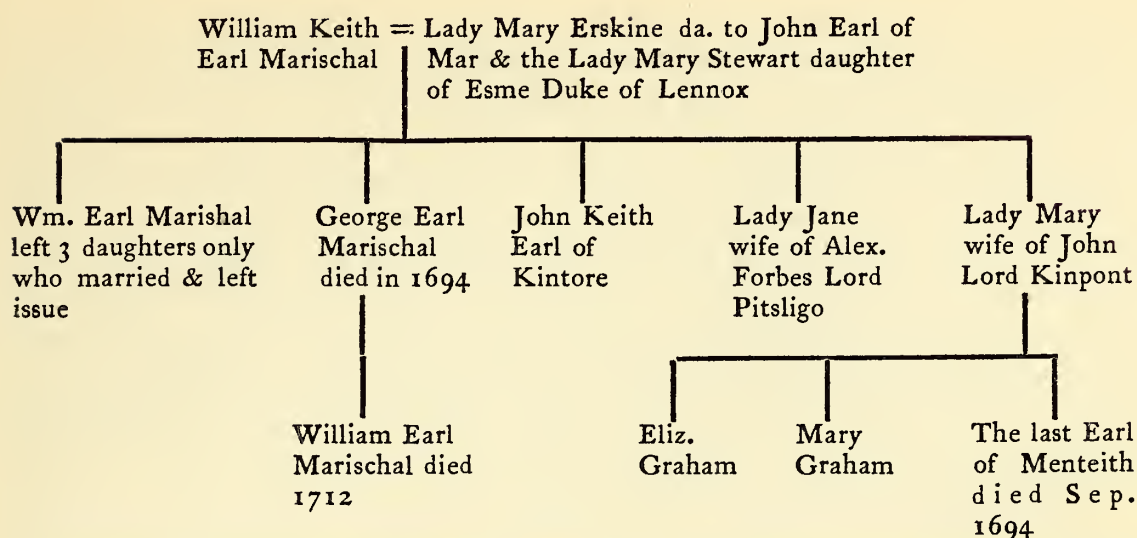 William Keith = Lady Mary Erskine da. to John Earl of
Earl Marischal Mar & the Lady Mary Stewart daughter
of Esme Duke of Lennox
Wm. Earl Marishal
left 3 daughters only
who married & left
issue
George Earl
Marischal
died in 1694
John Keith
Earl of
Kintore
Lady Jane
wife of Alex.
Forbes Lord
Pitsligo
Lady Mary
wife of John
Lord Kinpont
William Earl
Marischal died
1712
Eliz.
Graham
Mary
Graham
The last Earl
of Menteith
died Sep.
1694